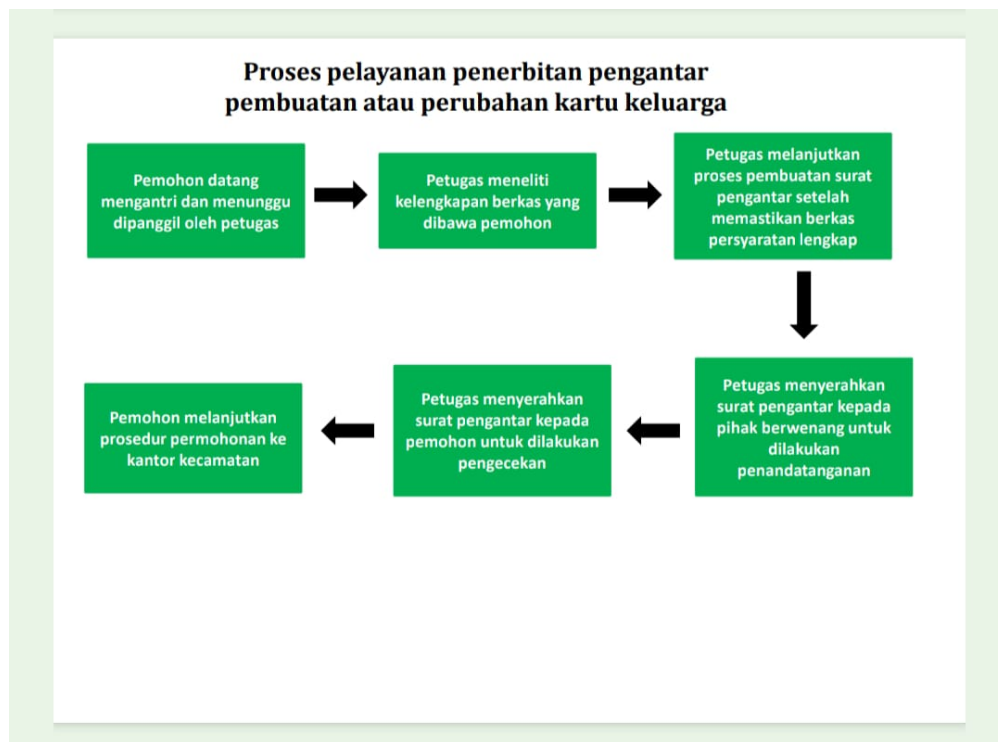 Proses pelayanan penerbitan pengantar
pembuatan atau perubahan kartu keluarga
Pemohon datang
mengantri dan menunggu
dipanggil oleh petugas
Petugas meneliti
kelengkapan berkas yang
dibawa pemohon
Petugas melanjutkan
proses pembuatan surat
pengantar setelah
memastikan berkas
persyaratan lengkap
Petugas menyerahkan
surat pengantar kepada
pihak berwenang untuk
dilakukan
penandatanganan
Petugas menyerahkan
surat pengantar kepada
pemohon untuk dilakukan
pengecekan
Pemohon melanjutkan
prosedur permohonan ke
kantor kecamatan